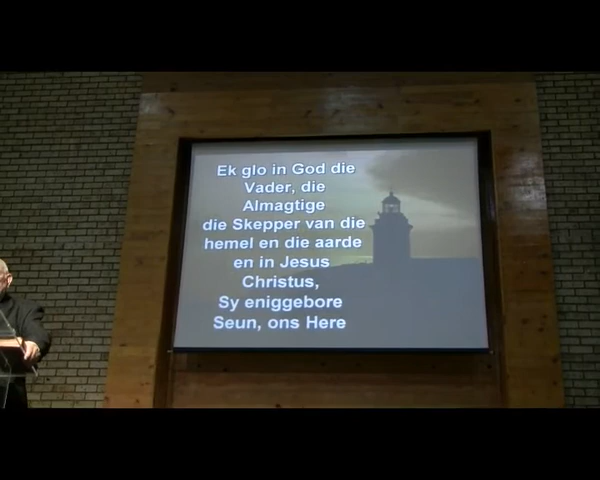 Ek glo in God die
Vader, die
Almagtige
die Skepper van die
hemel en die aarde
en in Jesus
Christus,
Sy eniggebore
Seun, ons Here